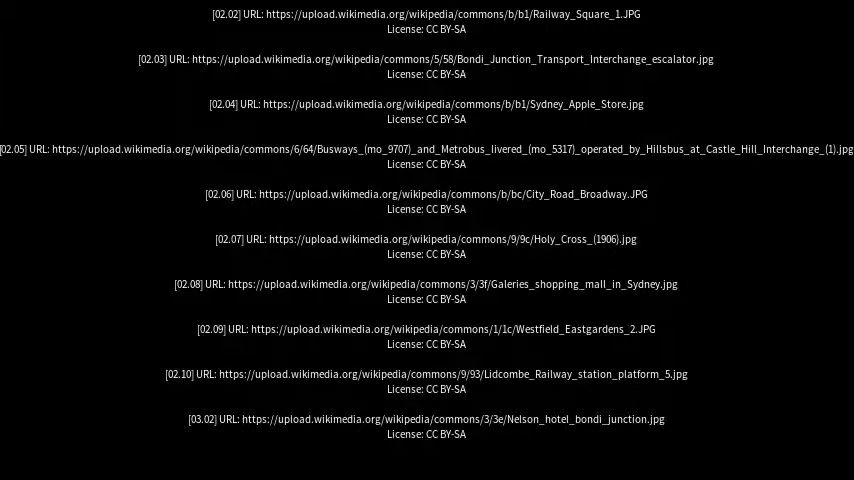 [02.02] URL: https://upload.wikimedia.org/wikipedia/commons/b/b1/Railway_Square_1.JPG
License: CC BY-SA
[02.03] URL: https://upload.wikimedia.org/wikipedia/commons/5/58/Bondi_Junction_Transport_Interchange_escalator.jpg
License: CC BY-SA
[02.04] URL: https://upload.wikimedia.org/wikipedia/commons/b/b1/Sydney_Apple_Store.jpg
License: CC BY-SA
[02.05] URL: https://upload.wikimedia.org/wikipedia/commons/6/64/Busways_(mo_9707)_and_Metrobus_livered_(mo_5317)_operated_by_Hillsbus_at_Castle_Hill_Interchange_(1).jpg
License: CC BY-SA
[02.06] URL: https://upload.wikimedia.org/wikipedia/commons/b/bc/City_Road_Broadway.JPG
License: CC BY-SA
[02.07] URL: https://upload.wikimedia.org/wikipedia/commons/9/9c/Holy_Cross_(1906).jpg
License: CC BY-SA
[02.08] URL: https://upload.wikimedia.org/wikipedia/commons/3/3f/Galeries_shopping_mall_in_Sydney.jpg
License: CC BY-SA
[02.09] URL: https://upload.wikimedia.org/wikipedia/commons/1/1c/Westfield_Eastgardens_2.JPG
License: CC BY-SA
[02.10] URL: https://upload.wikimedia.org/wikipedia/commons/9/93/Lidcombe_Railway_station_platform_5.jpg
License: CC BY-SA
[03.02] URL: https://upload.wikimedia.org/wikipedia/commons/3/3e/Nelson_hotel_bondi_junction.jpg
License: CC BY-SA